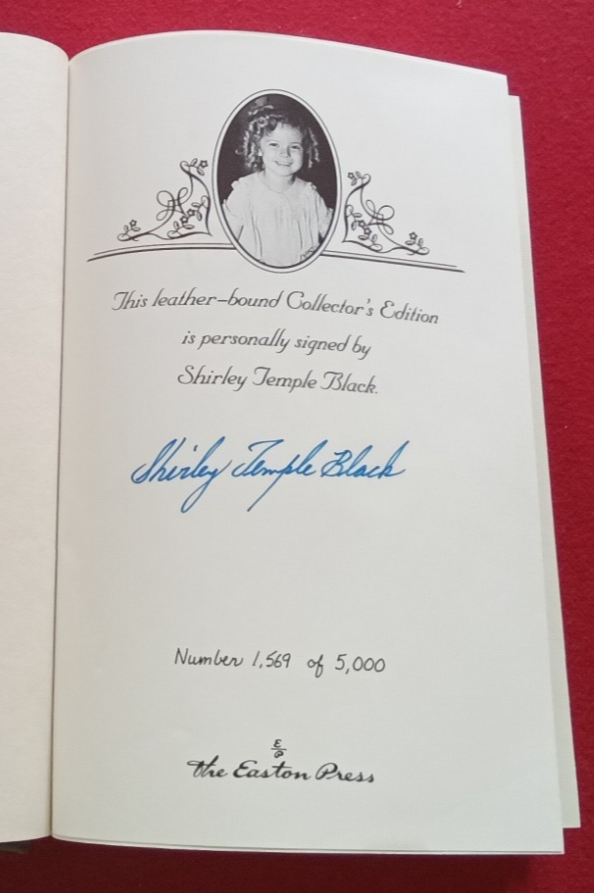 This leather-bound Collector's Edition
is personally signed by
Shirley Temple Black.
Shirley Temple Black
Number 1,569 of 5,000
E
P
the Easton Press